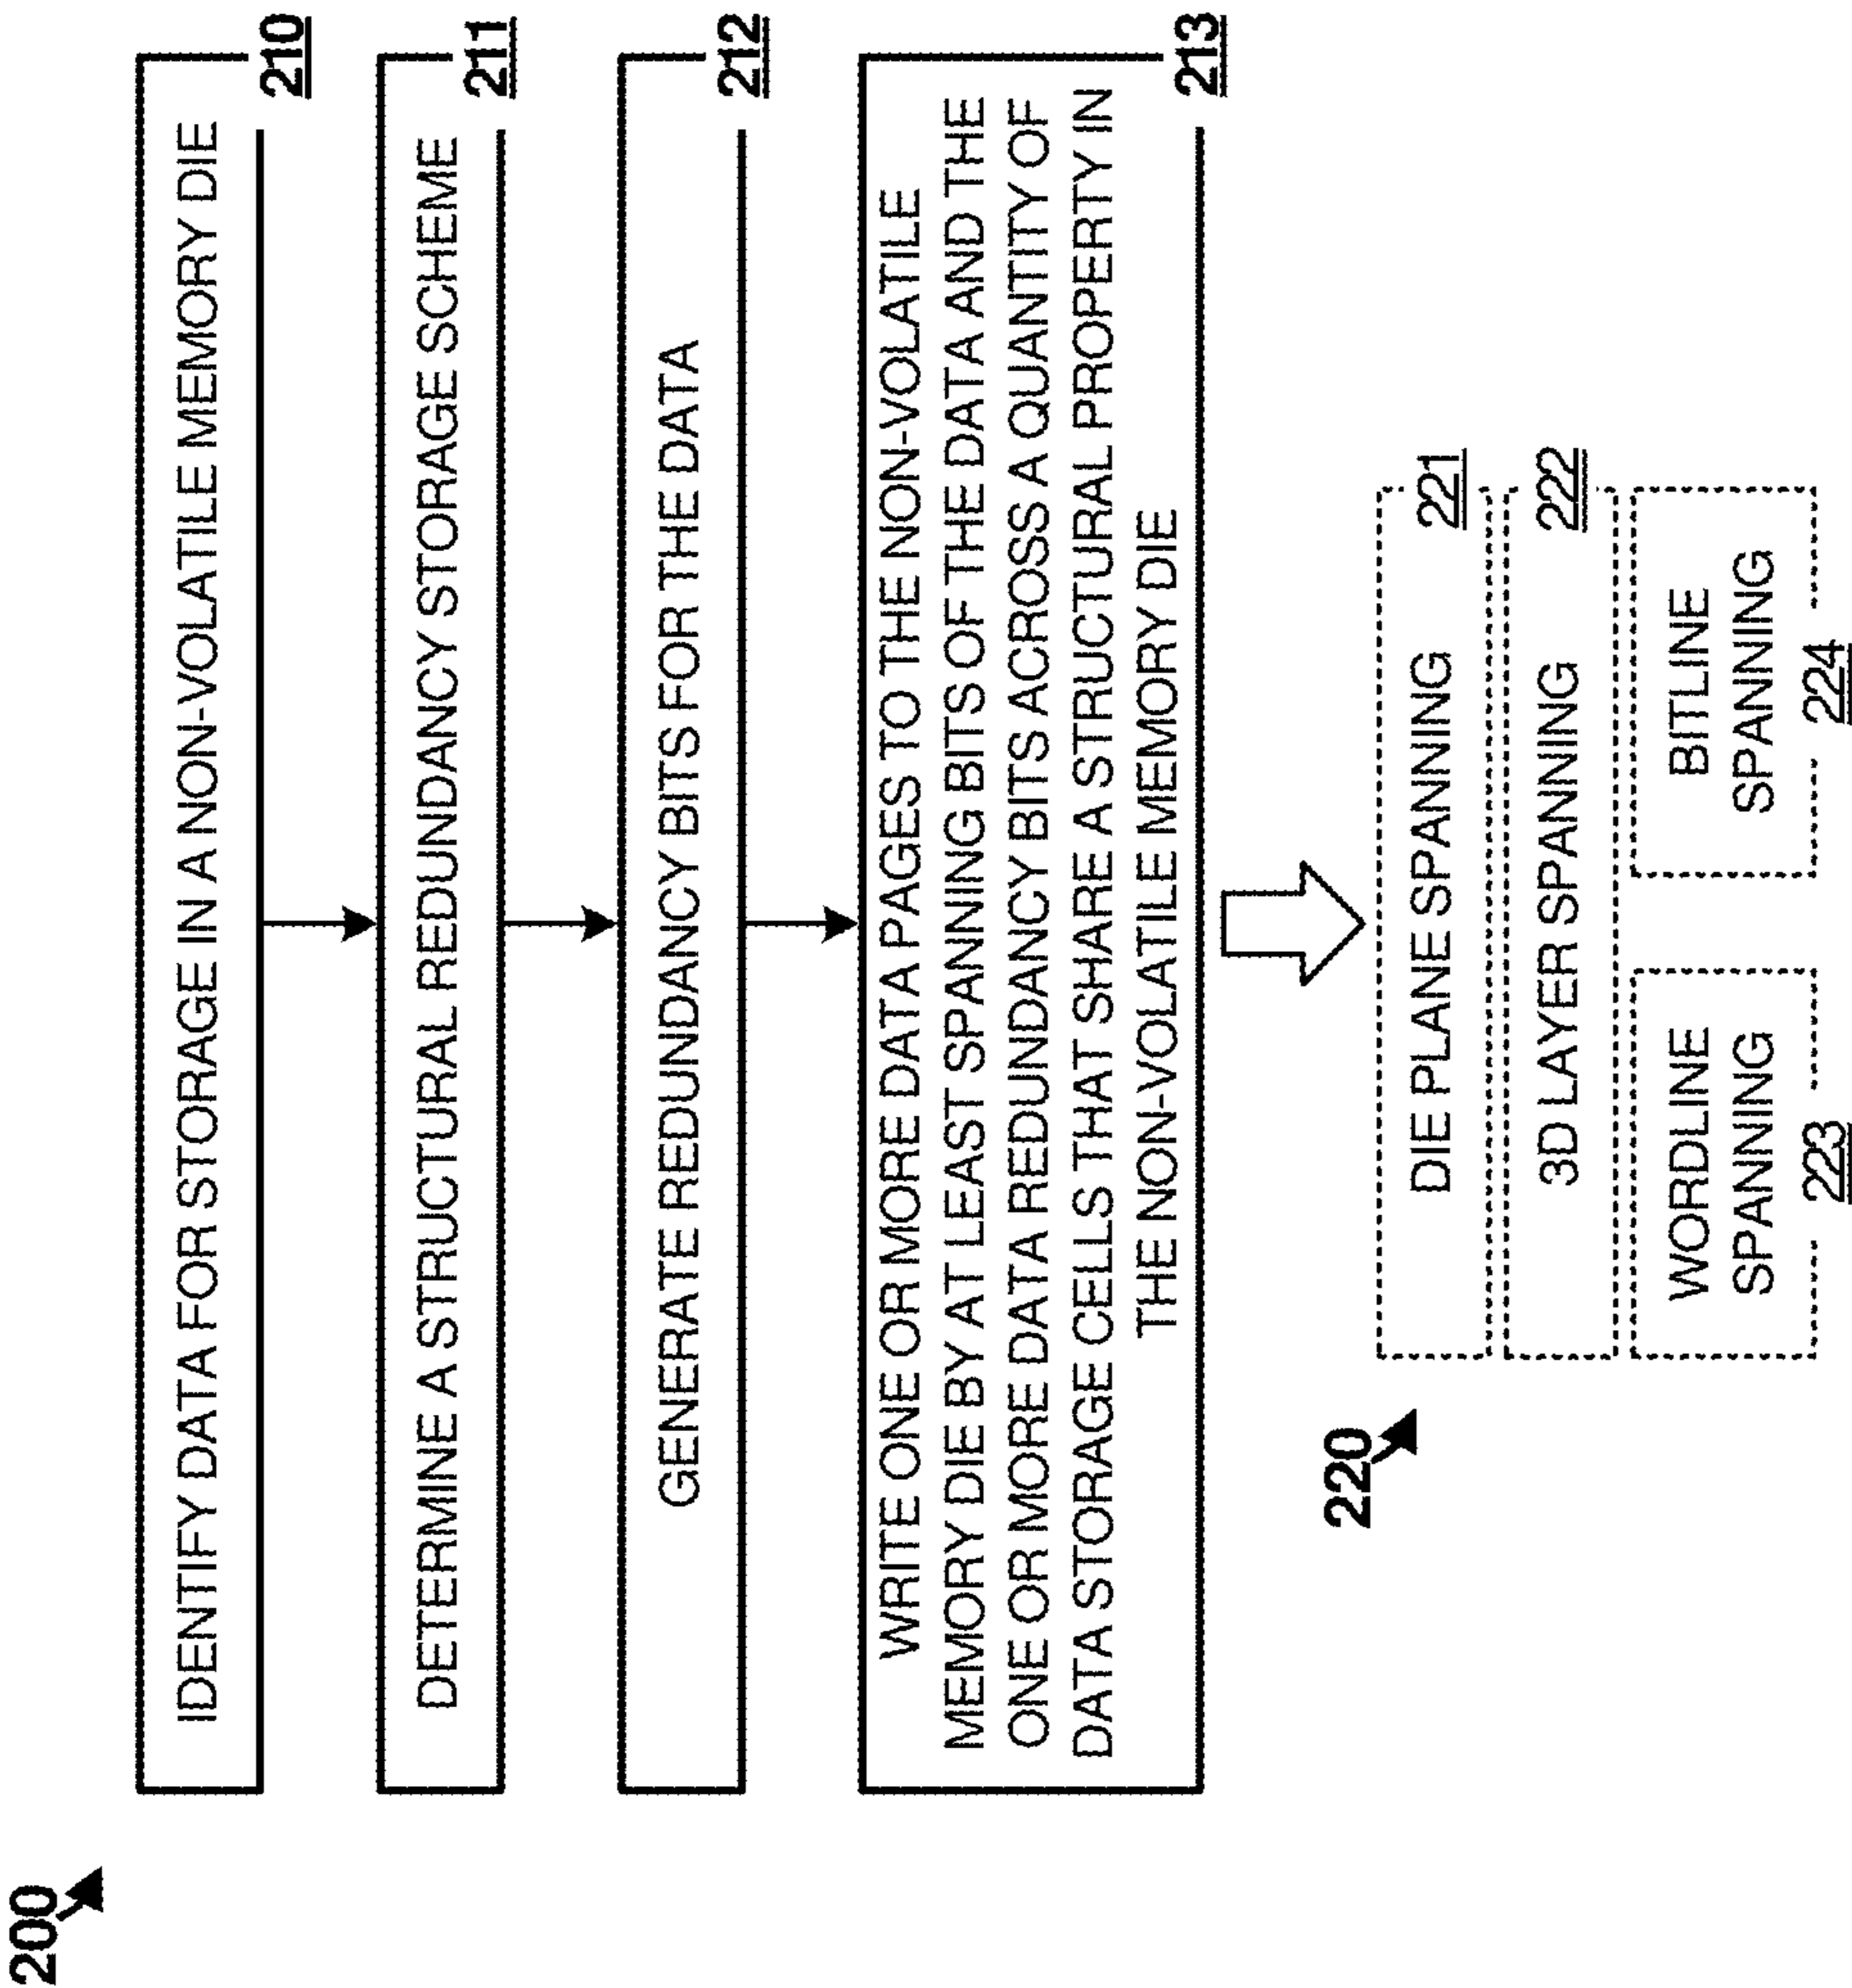 200
IDENTIFY DATA FOR STORAGE IN A NON-VOLATILE MEMORY DIE
210
DETERMINE A STRUCTURAL REDUNDANCY STORAGE SCHEME
211
GENERATE REDUNDANCY BITS FOR THE DATA
212
WRITE ONE OR MORE DATA PAGES TO THE NON-VOLATILE
MEMORY DIE BY AT LEAST SPANNING BITS OF THE DATA AND THE
ONE OR MORE DATA REDUNDANCY BITS ACROSS A QUANTITY OF
DATA STORAGE CELLS THAT SHARE A STRUCTURAL PROPERTY IN
THE NON-VOLATILE MEMORY DIE
213
220
DIE PLANE SPANNING
221
3D LAYER SPANNING
222
WORDLINE
SPANNING
223
BITLINE
SPANNING
224